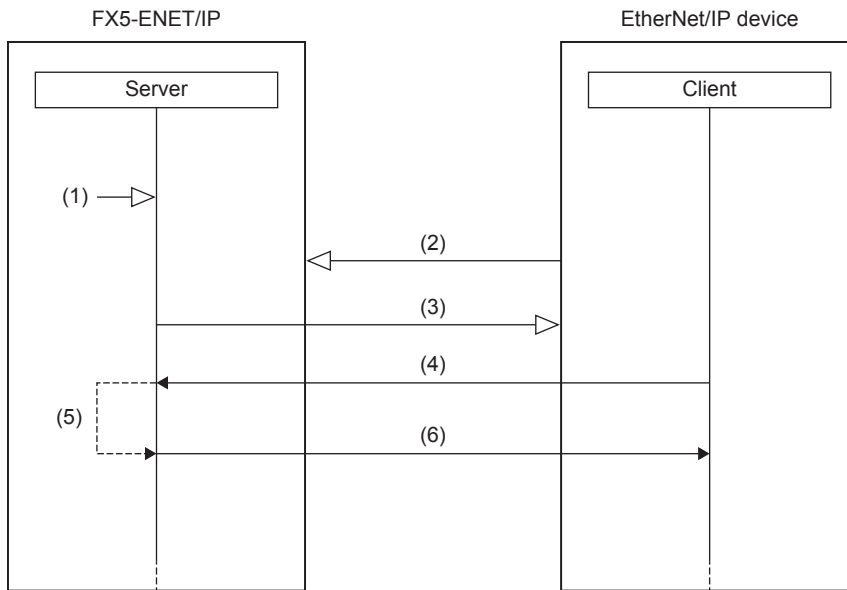 FX5-ENET/IP
EtherNet/IP device
Server
Client
(1)
(2)
(3)
(4)
(5)
(6)